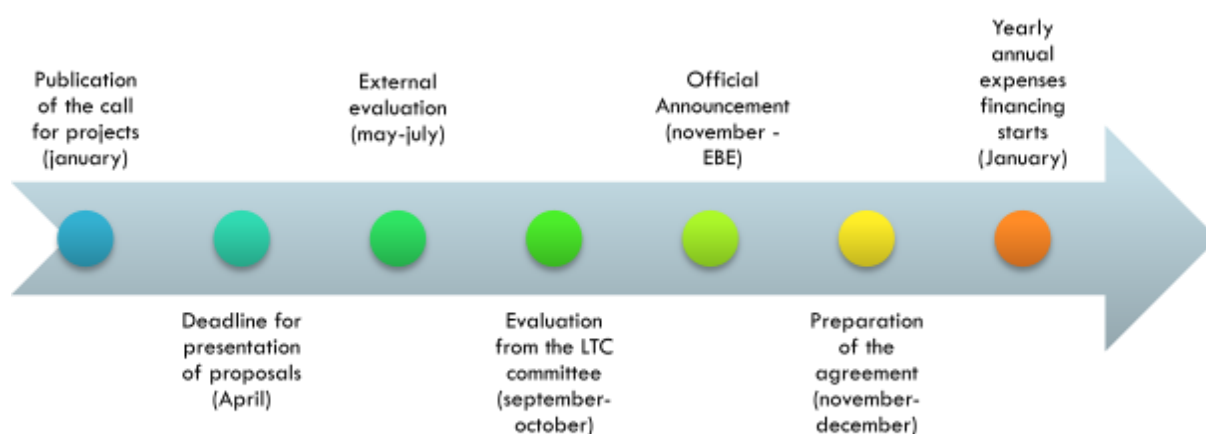 Publication
of the call
for projects
(january)
Deadline for
presentation
of proposals
(April)
External
evaluation
(may-july)
Evaluation
from the LTC
committee
(september-
october)
Official
Announcement
(november -
EBE)
Preparation
of the
agreement
(november-
december)
Yearly
annual
expenses
financing
starts
(January)